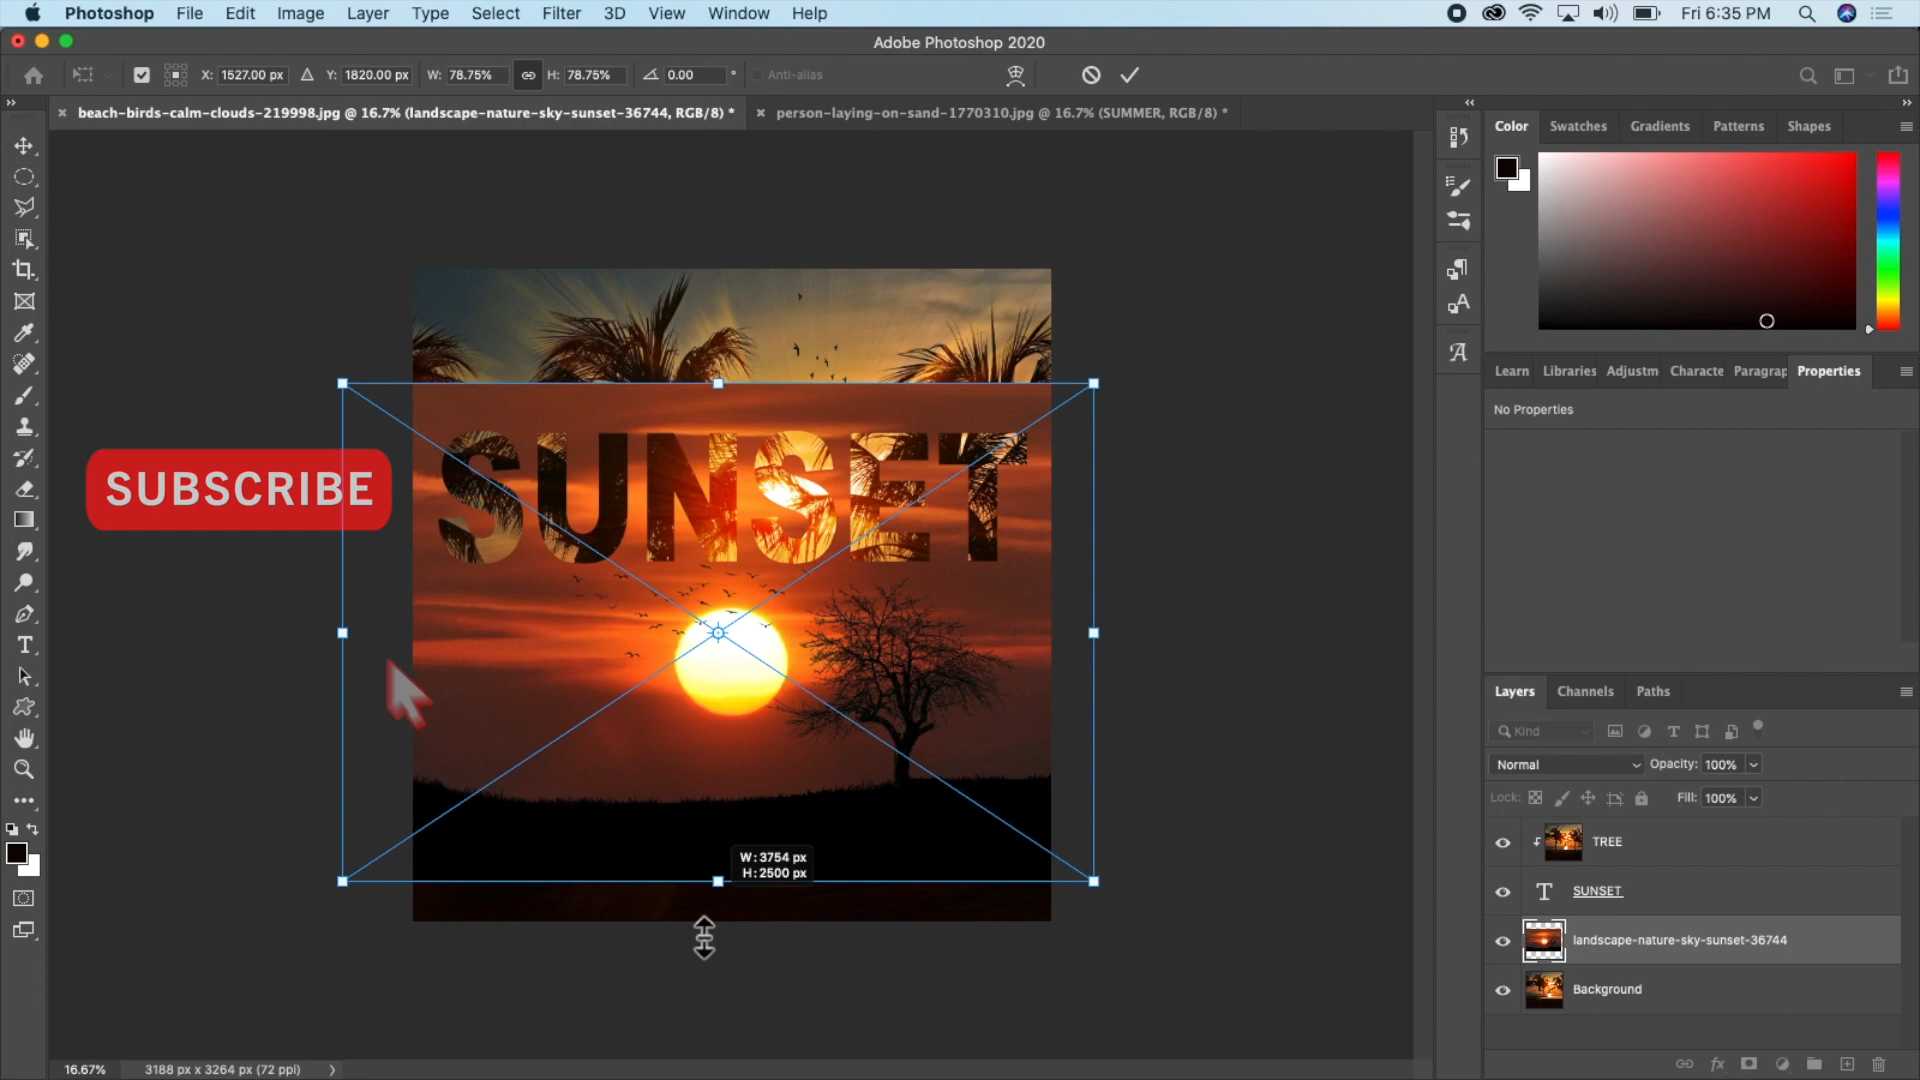 Photoshop File Edit Image Layer Type Select Filter 3D View Window Help Fri 6:35 PM
Adobe Photoshop 2020
X: 1527.00 px Y: 1820.00 px W: 78.75% H: 78.75% 0.00 ° Anti-alias
beach-birds-calm-clouds-219998.jpg @ 16.7% (landscape-nature-sky-sunset-36744, RGB/8) * person-laying-on-sand-1770310.jpg @ 16.7% (SUMMER, RGB/8) *
Color Swatches Gradients Patterns Shapes
Learn Libraries Adjustm Characte Paragrap Properties
No Properties
SUNSET
SUBSCRIBE
W: 3754 px
H: 2500 px
Layers Channels Paths
Kind
Normal Opacity: 100%
Lock: Fill: 100%
TREE
T SUNSET
landscape-nature-sky-sunset-36744
Background
16.67% 3188 px x 3264 px (72 ppi)